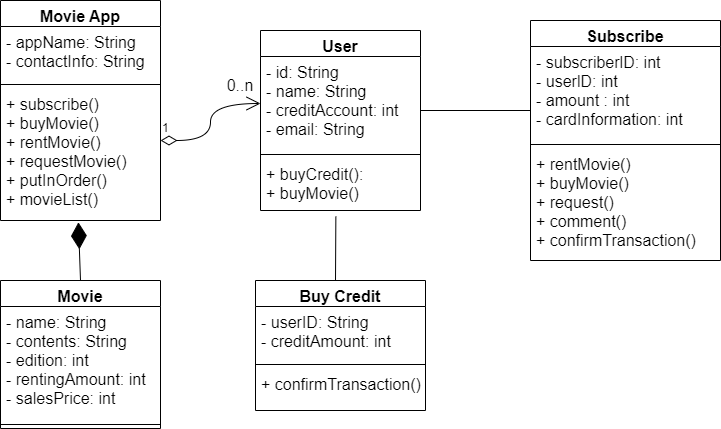 Movie App
- appName: String
- contactInfo: String
+ subscribe()
+ buyMovie()
+ rentMovie()
+ requestMovie()
+ putInOrder()
+ movieList()
1
0..n
User
- id: String
- name: String
- creditAccount: int
- email: String
+ buyCredit():
+ buyMovie()
Subscribe
- subscriberID: int
- userID: int
- amount : int
- cardInformation: int
+ rentMovie()
+ buyMovie()
+ request()
+ comment()
+ confirmTransaction()
Movie
- name: String
- contents: String
- edition: int
- rentingAmount: int
- salesPrice: int
Buy Credit
- userID: String
- creditAmount: int
+ confirmTransaction()